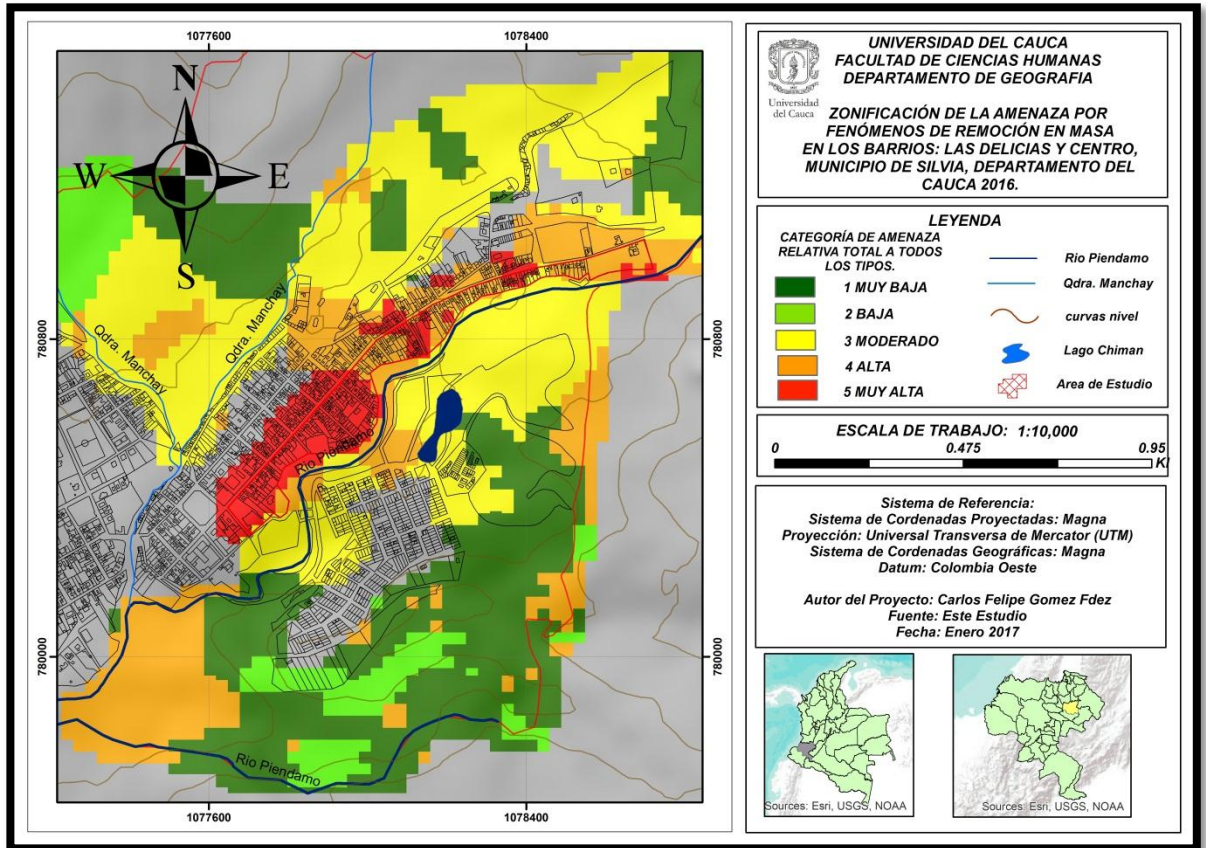 1077600
1078400
N
W
E
S
780800
780800
780000
780000
Qdra. Manchay
Qdra. Manchay
Rio Piendamo
Rio Piendamo
1077600
1078400
Universidad
del Cauca
UNIVERSIDAD DEL CAUCA
FACULTAD DE CIENCIAS HUMANAS
DEPARTAMENTO DE GEOGRAFIA
ZONIFICACIÓN DE LA AMENAZA POR
FENÓMENOS DE REMOCIÓN EN MASA
EN LOS BARRIOS: LAS DELICIAS Y CENTRO,
MUNICIPIO DE SILVIA, DEPARTAMENTO DEL
CAUCA 2016.
LEYENDA
CATEGORÍA DE AMENAZA
RELATIVA TOTAL A TODOS
LOS TIPOS.
1 MUY BAJA
2 BAJA
3 MODERADO
4 ALTA
5 MUY ALTA
Rio Piendamo
Qdra. Manchay
curvas nivel
Lago Chiman
Area de Estudio
ESCALA DE TRABAJO: 1:10,000
0 0.475 0.95
Kl
Sistema de Referencia:
Sistema de Cordenadas Proyectadas: Magna
Proyección: Universal Transversa de Mercator (UTM)
Sistema de Cordenadas Geográficas: Magna
Datum: Colombia Oeste
Autor del Proyecto: Carlos Felipe Gomez Fdez
Fuente: Este Estudio
Fecha: Enero 2017
Sources: Esri, USGS, NOAA
Sources: Esri, USGS, NOAA